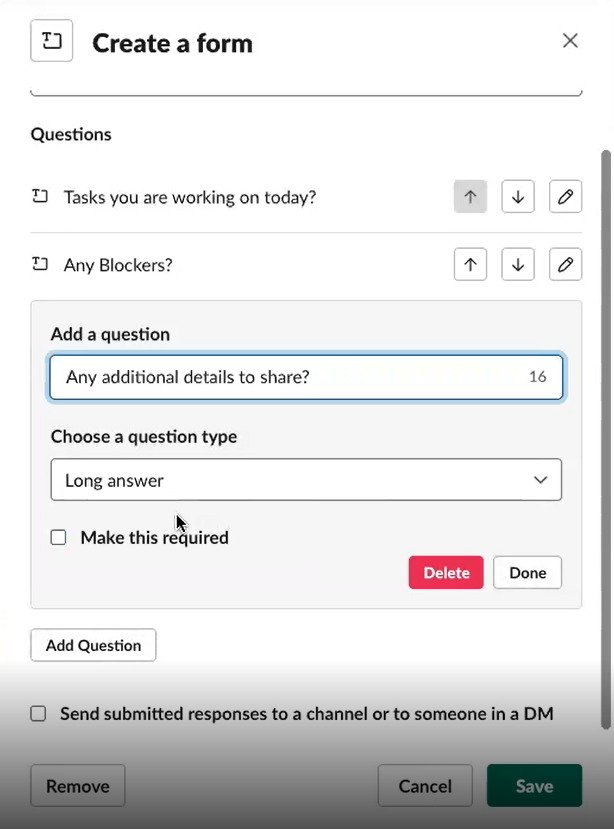 Create a form
Questions
Tasks you are working on today?
Any Blockers?
Add a question
Any additional details to share? 16
Choose a question type
Long answer
Make this required
Delete Done
Add Question
Send submitted responses to a channel or to someone in a DM
Remove Cancel Save